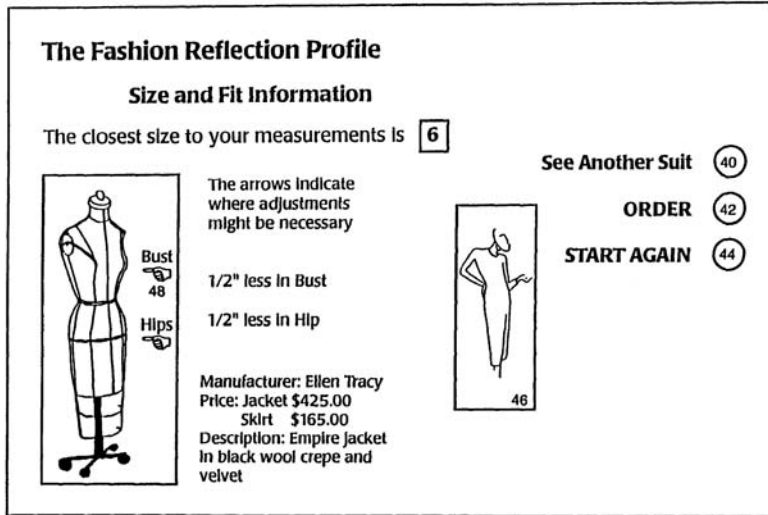 The Fashion Reflection Profile
Size and Fit Information
The closest size to your measurements is 6
The arrows indicate
where adjustments
might be necessary
Bust
48
1/2" less in Bust
Hips
1/2" less in Hip
Manufacturer: Ellen Tracy
Price: Jacket $425.00
Skirt $165.00
Description: Empire Jacket
in black wool crepe and
velvet
46
See Another Suit 40
ORDER 42
START AGAIN 44